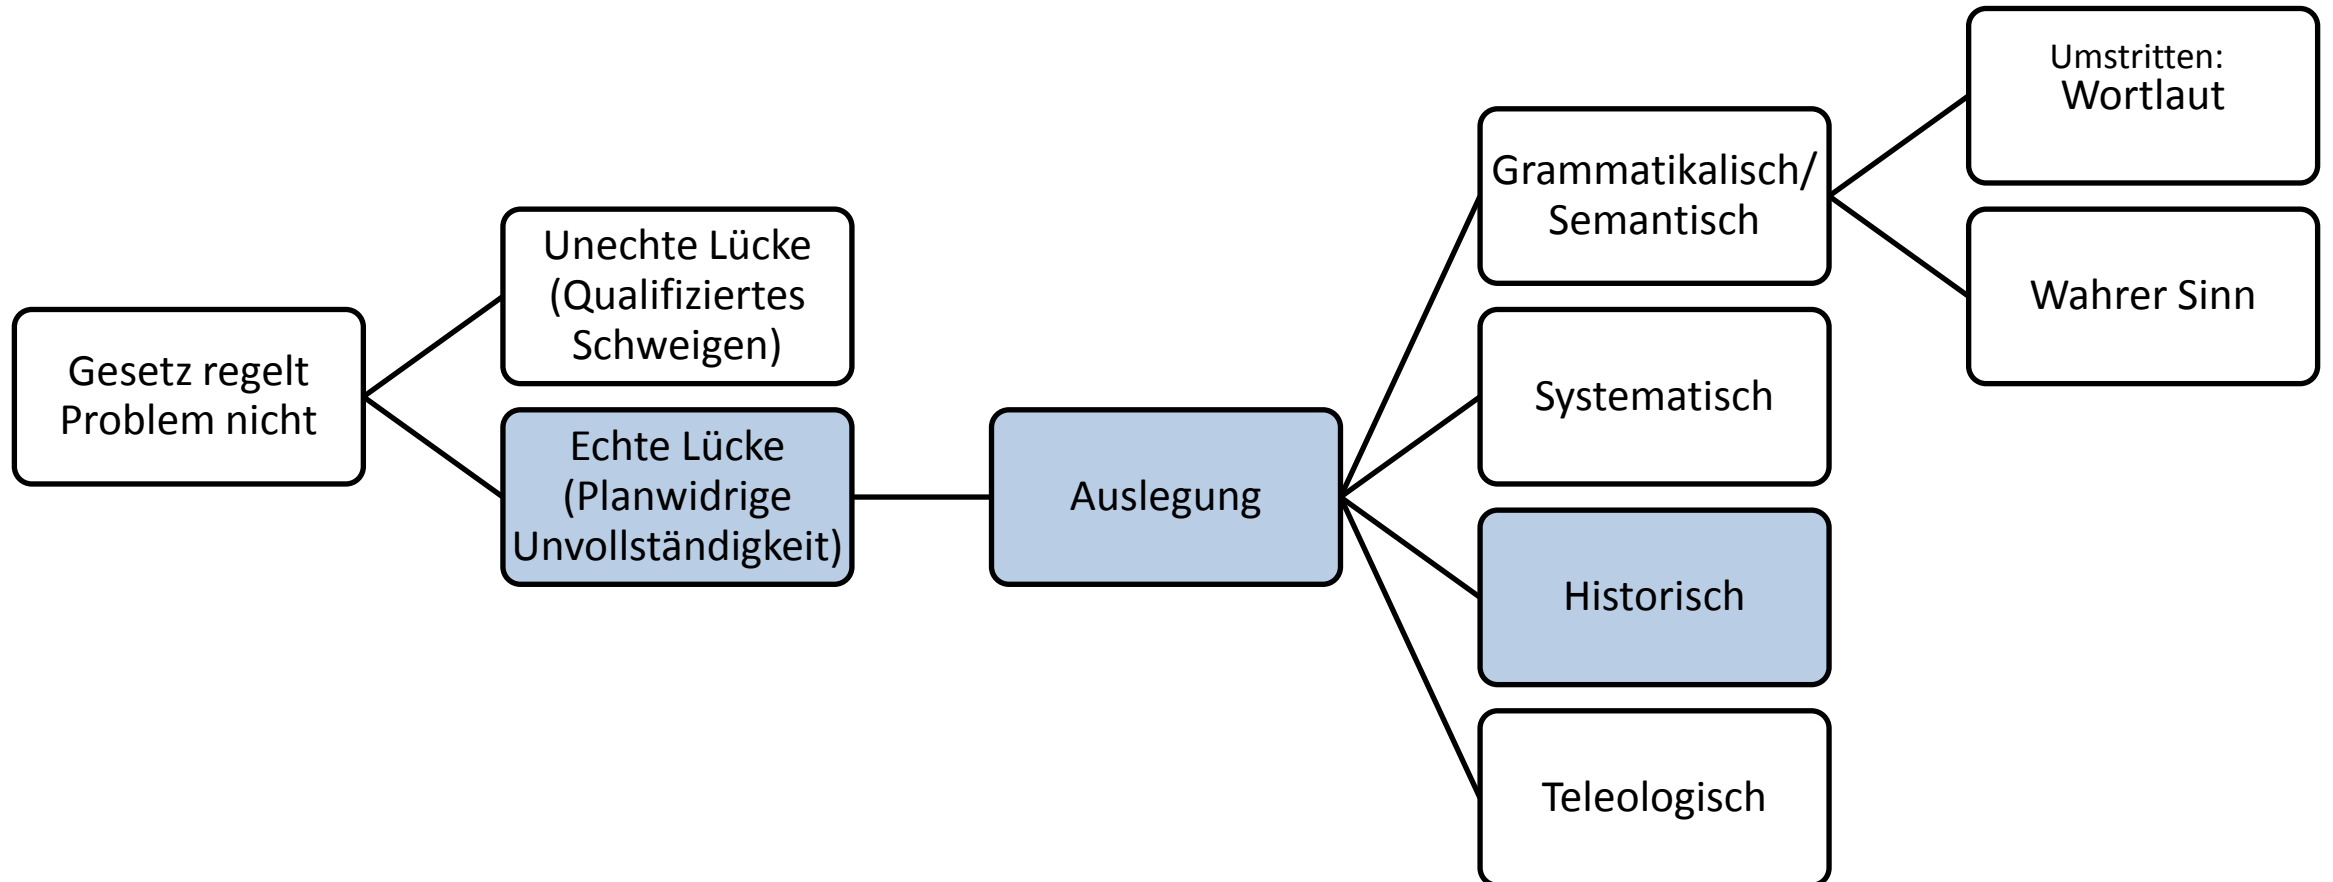 Gesetz regelt
Problem nicht
Unechte Lücke
(Qualifiziertes
Schweigen)
Echte Lücke
(Planwidrige
Unvollständigkeit)
Auslegung
Grammatikalisch/
Semantisch
Systematisch
Historisch
Teleologisch
Umstritten:
Wortlaut
Wahrer Sinn